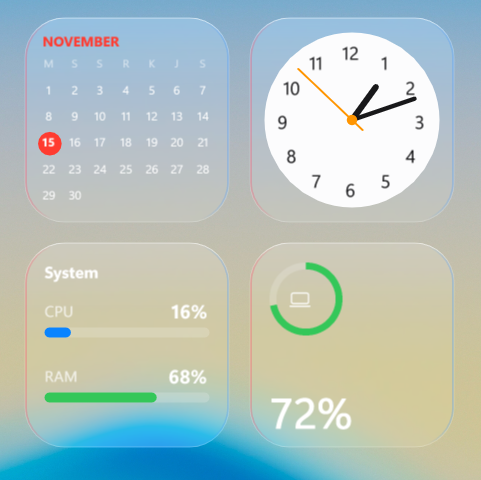 NOVEMBER
M S S R K J S
1 2 3 4 5 6 7
8 9 10 11 12 13 14
15 16 17 18 19 20 21
22 23 24 25 26 27 28
29 30
12
11 1
10 2
9 3
8 4
7 5
6
System
CPU 16%
RAM 68%
72%